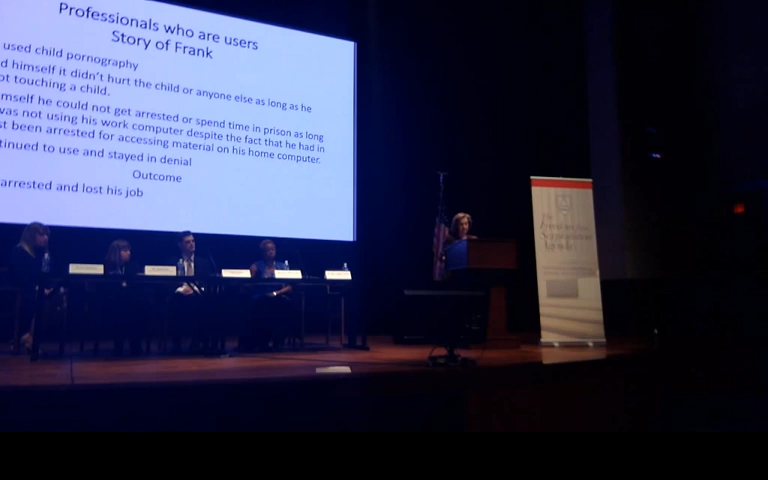 Professionals who are users
Story of Frank
used child pornography
d himself it didn't hurt the child or anyone else as long as he
ot touching a child.
mself he could not get arrested or spend time in prison as long
was not using his work computer despite the fact that he had in
st been arrested for accessing material on his home computer.
tinued to use and stayed in denial
Outcome
arrested and lost his job